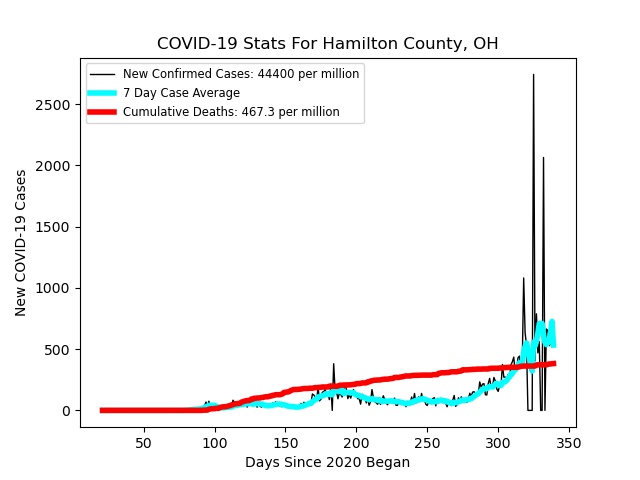 COVID-19 Stats For Hamilton County, OH
New Confirmed Cases: 44400 per million
7 Day Case Average
Cumulative Deaths: 467.3 per million
New COVID-19 Cases
2500
2000
1500
1000
500
0
50
100
150
200
250
300
350
Days Since 2020 Began